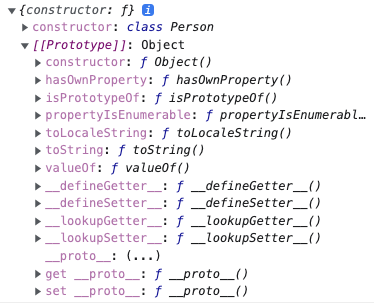 {constructor: ƒ} i
constructor: class Person
[[Prototype]]: Object
constructor: ƒ Object()
hasOwnProperty: ƒ hasOwnProperty()
isPrototypeOf: ƒ isPrototypeOf()
propertyIsEnumerable: ƒ propertyIsEnumerabl…
toLocaleString: ƒ toLocaleString()
toString: ƒ toString()
valueOf: ƒ valueOf()
__defineGetter__: ƒ __defineGetter__()
__defineSetter__: ƒ __defineSetter__()
__lookupGetter__: ƒ __lookupGetter__()
__lookupSetter__: ƒ __lookupSetter__()
__proto__: (...)
get __proto__: ƒ __proto__()
set __proto__: ƒ __proto__()